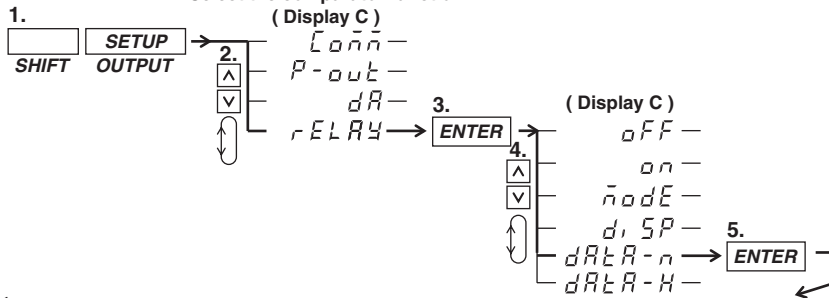 1.
( Display C )
SETUP
SHIFT OUTPUT
2.
Conn
P-out
dA
rELAY
3.
ENTER
4.
( Display C )
oFF
on
modE
diSP
dAtA-n
dAtA-H
5.
ENTER